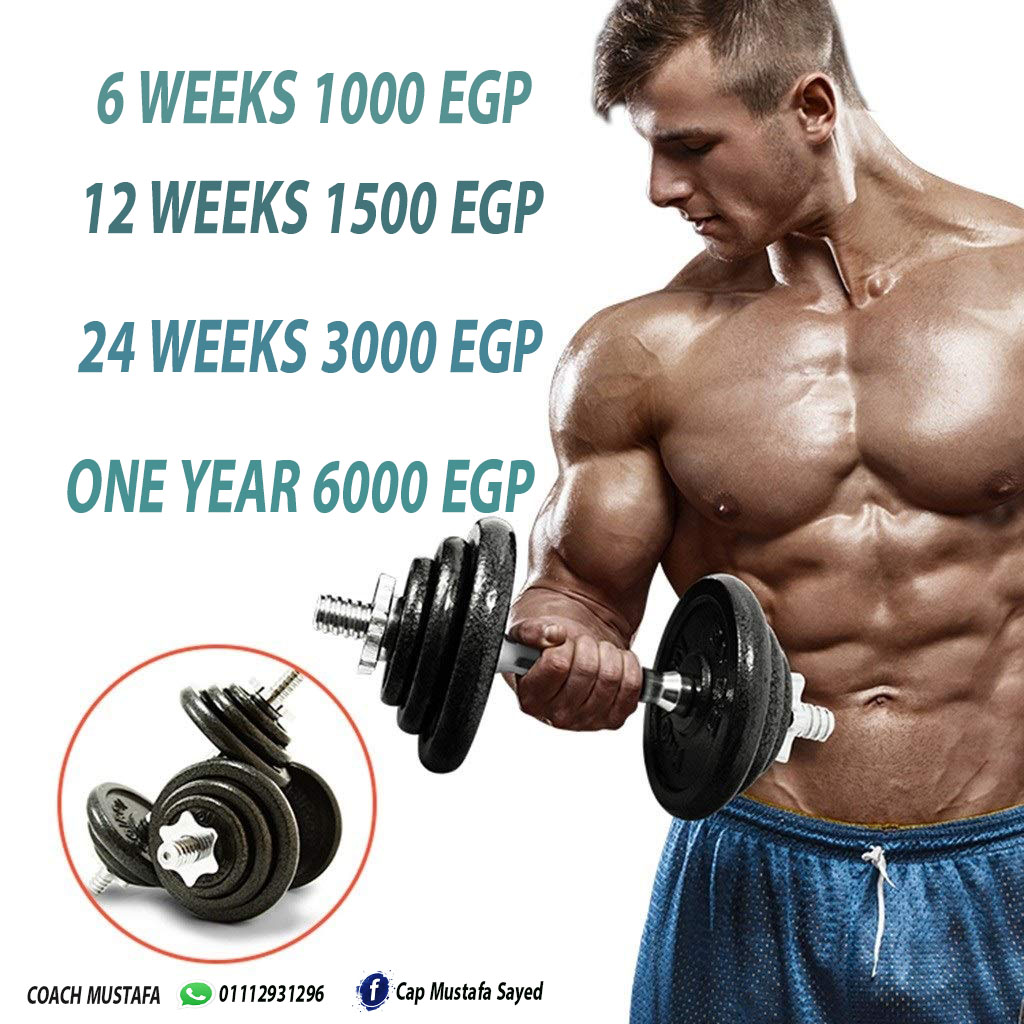 6 WEEKS 1000 EGP
12 WEEKS 1500 EGP
24 WEEKS 3000 EGP
ONE YEAR 6000 EGP
COACH MUSTAFA 01112931296 f Cap Mustafa Sayed